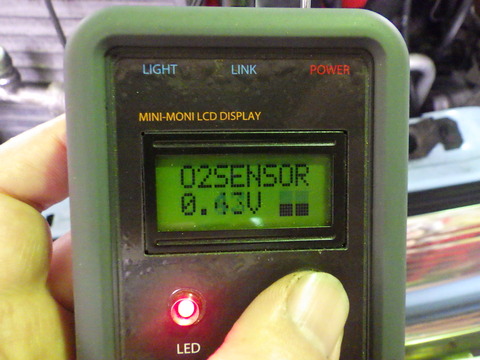 LIGHT LINK POWER
MINI-MONI LCD DISPLAY
O2SENSOR
0.43V
LED